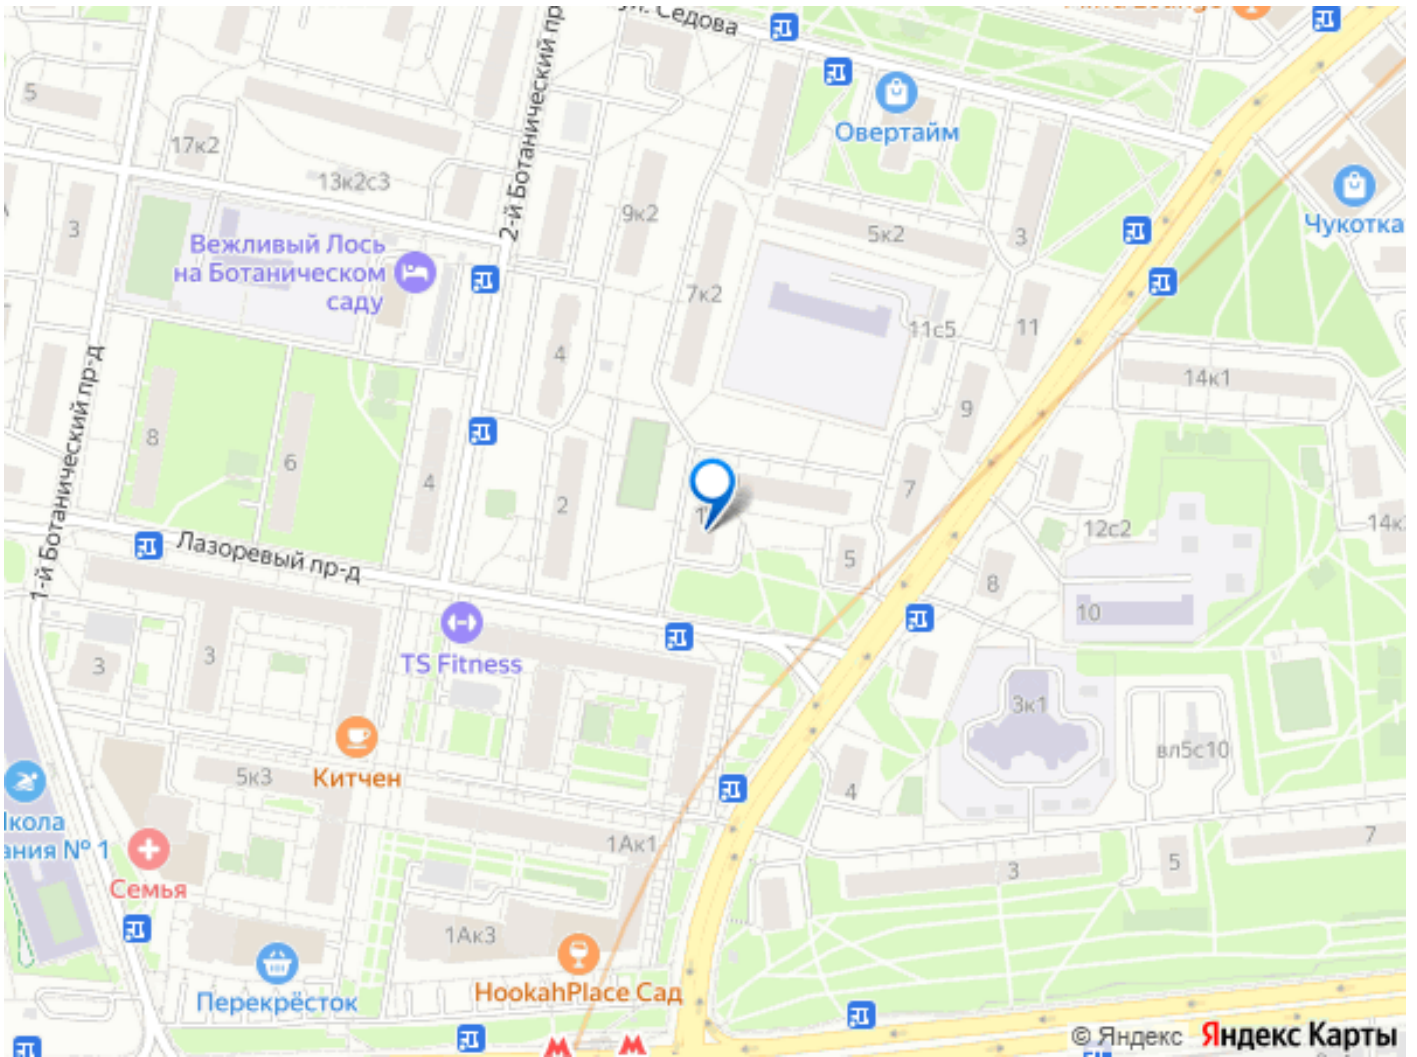 ул. Седова
2-й Ботанический пр
Овертайм
Чукотка
5
17к2
13к2с3
3
9к2
5к2
3
Вежливый Лось
на Ботаническом
саду
7к2
11с5
11
4
14к1
9
8
6
4
2
7
1-й Ботанический пр-д
12с2
14к
Лазоревый пр-д
5
8
10
TS Fitness
3
3
3к1
вл5с10
Китчен
5к3
4
1Ак1
7
ания № 1
Семья
3
5
1Ак3
HookahPlace Сад
Перекрёсток
© Яндекс Яндекс Карты